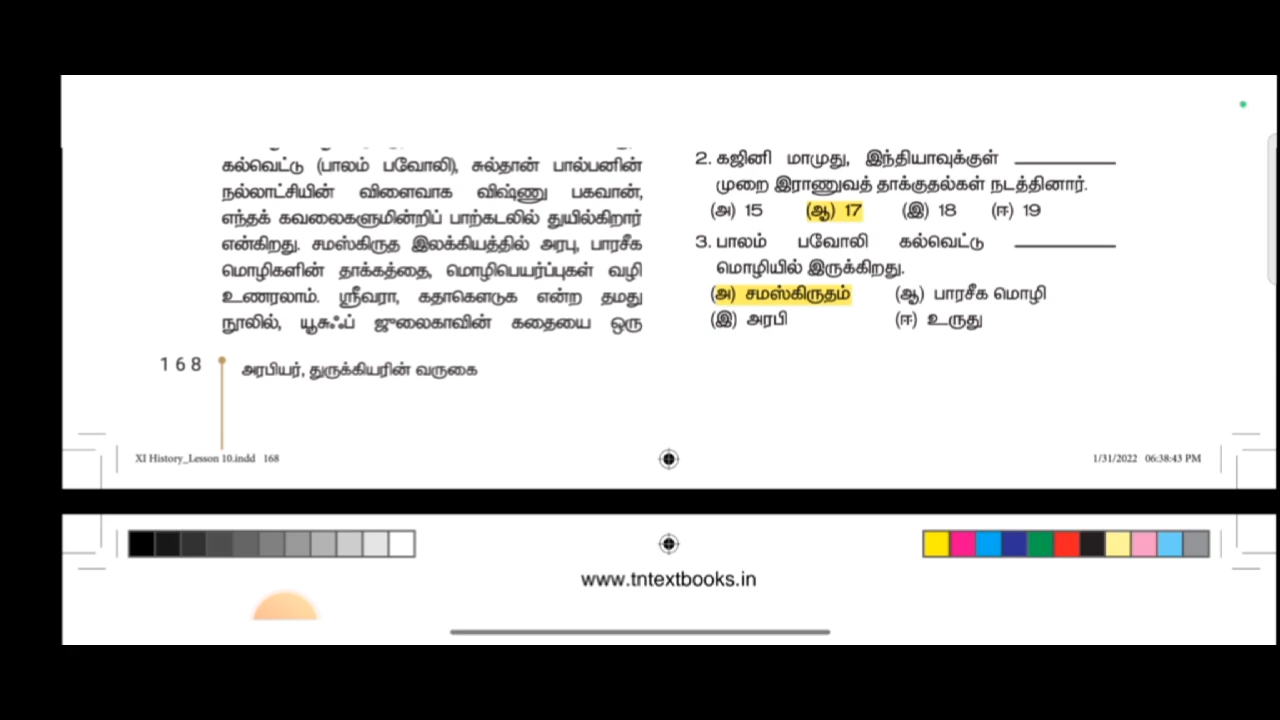 கல்வெட்டு (பாலம் பவோலி), சுல்தான் பால்பனின்
நல்லாட்சியின் விளைவாக விஷ்ணு பகவான்,
எந்தக் கவலைகளுமின்றிப் பாற்கடலில் துயில்கிறார்
என்கிறது. சமஸ்கிருத இலக்கியத்தில் அரபு, பாரசீக
மொழிகளின் தாக்கத்தை, மொழிபெயர்ப்புகள் வழி
உணரலாம். ஸ்ரீவரா, கதாகௌடுக என்ற தமது
நூலில், யூசுஃப் ஜுலைகாவின் கதையை ஒரு
168
அரபியர், துருக்கியரின் வருகை
2. கஜினி மாமுது, இந்தியாவுக்குள் ________
முறை இராணுவத் தாக்குதல்கள் நடத்தினார்.
(அ) 15 (ஆ) 17 (இ) 18 (ஈ) 19
3. பாலம் பவோலி கல்வெட்டு ________
மொழியில் இருக்கிறது.
(அ) சமஸ்கிருதம் (ஆ) பாரசீக மொழி
(இ) அரபி (ஈ) உருது
XI History_Lesson 10.indd 168
1/31/2022 06:38:43 PM
www.tntextbooks.in